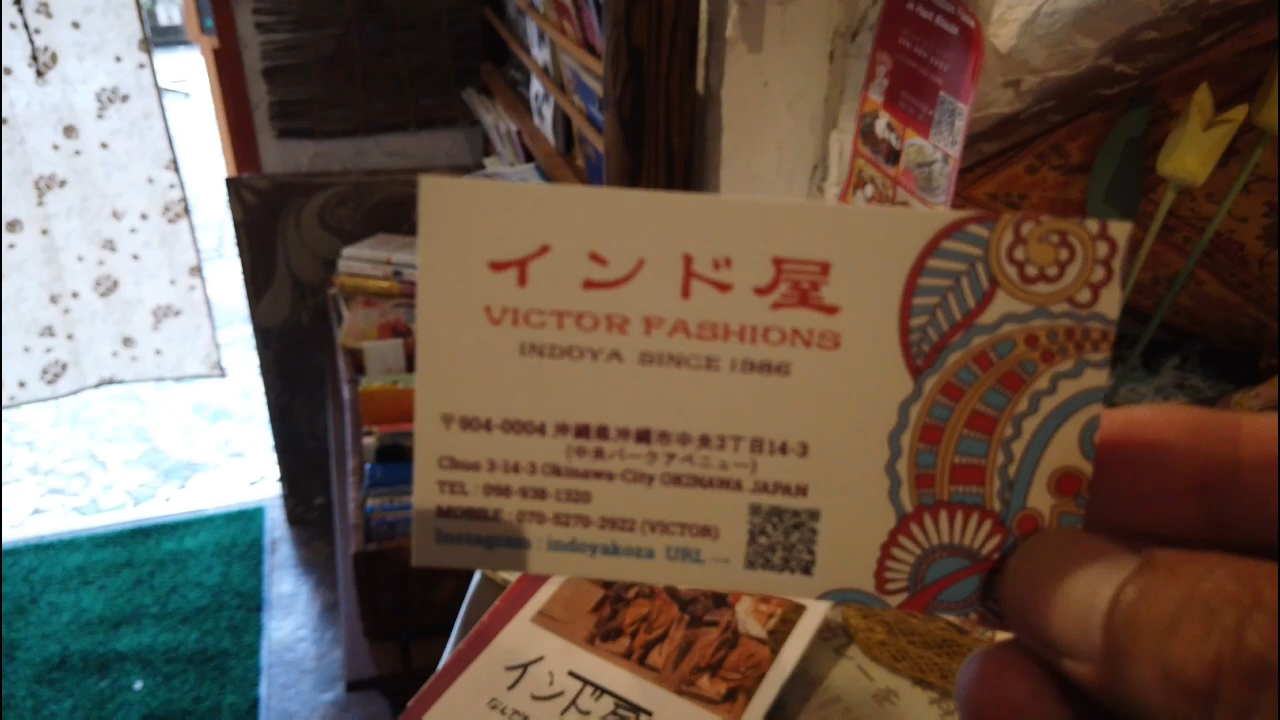 インド屋
VICTOR FASHIONS
INDOYA SINCE 1986
〒904-0004 沖縄県沖縄市中央3丁目14-3
(中央パークアベニュー)
Chuo 3-14-3 Okinawa-City OKINAWA JAPAN
TEL : 098-938-1320
MOBILE : 070-5270-2922 (VICTOR)
Instagram : indoyakoza URL
インド屋